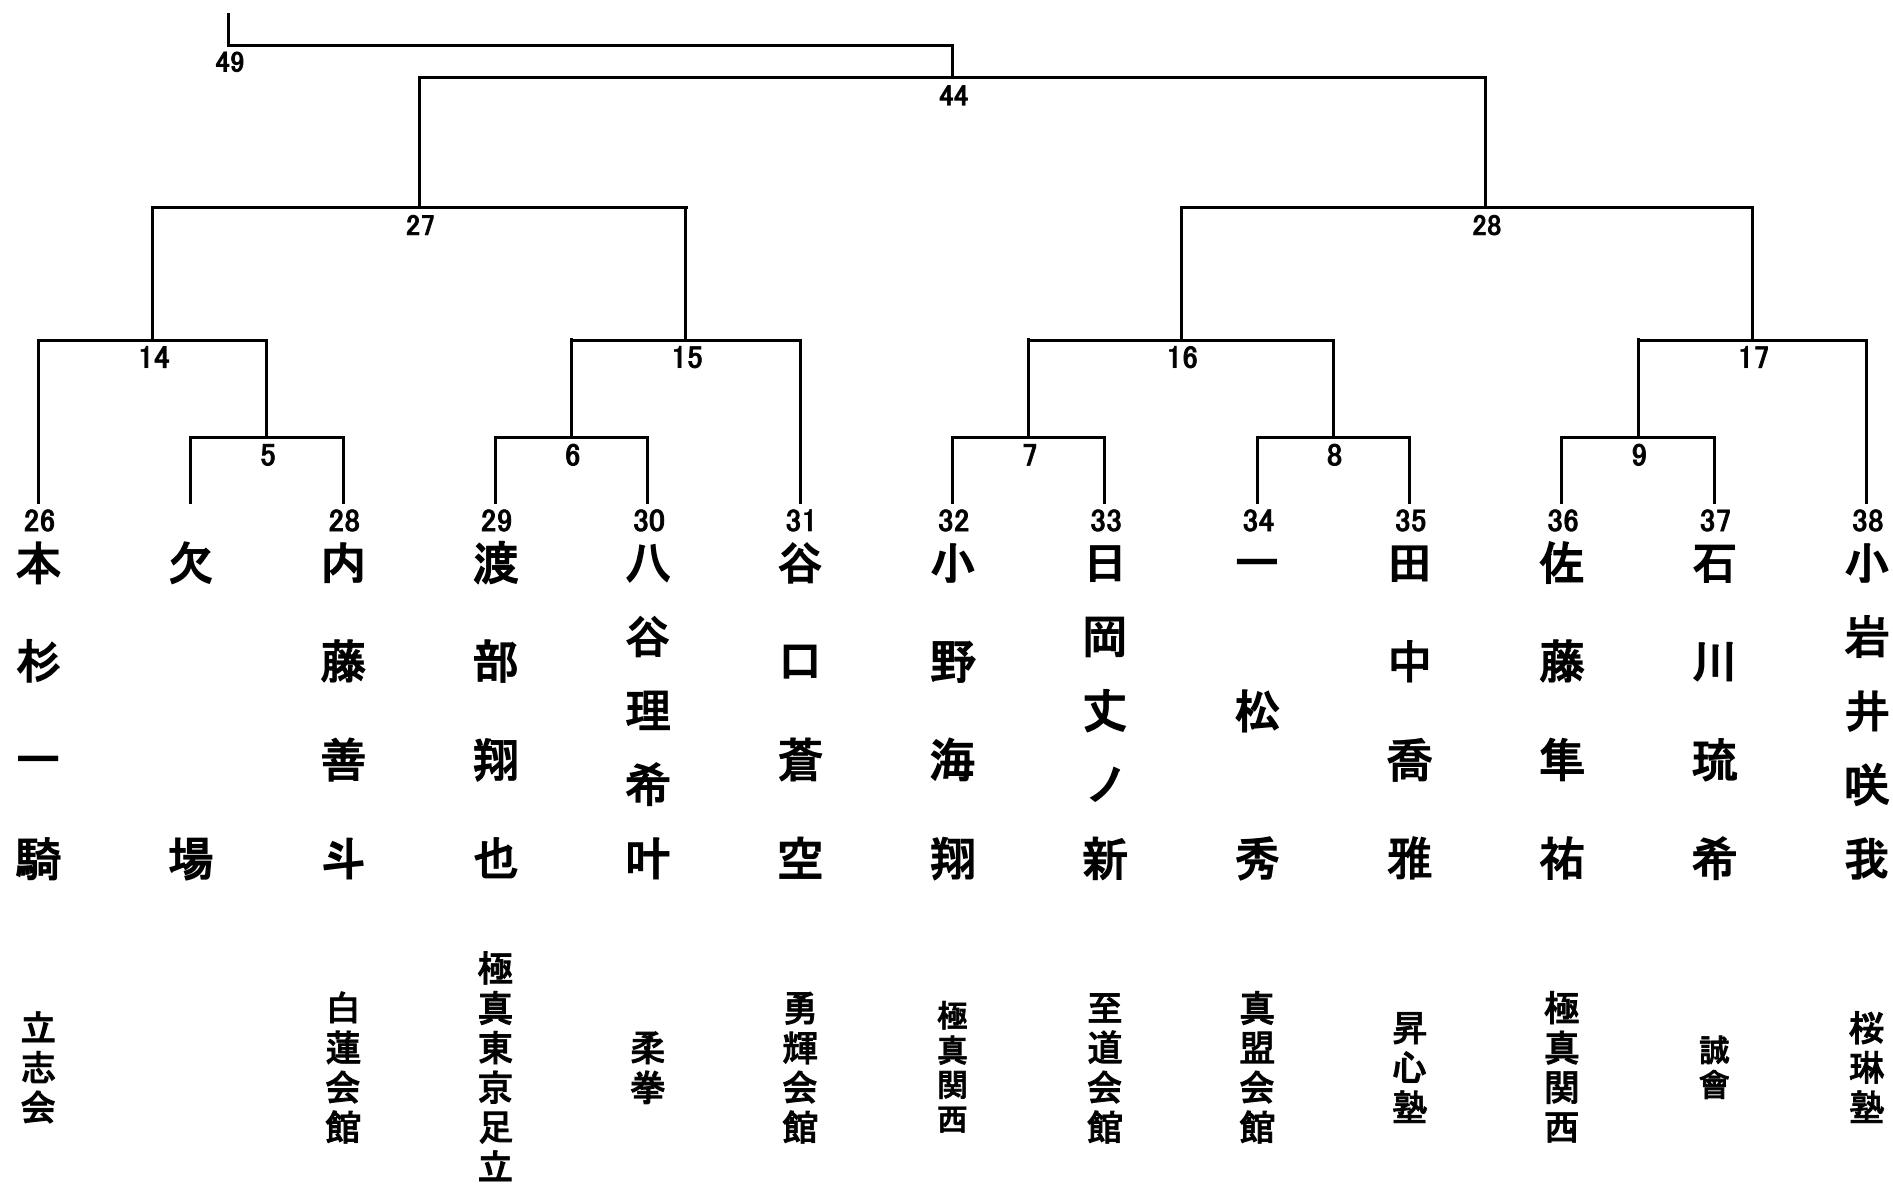 49
44
27 28
14 15 16 17
5 6 7 8 9
26 28 29 30 31 32 33 34 35 36 37 38
本杉一騎
欠場
内藤善斗
渡部翔也
八谷理希叶
谷口蒼空
小野海翔
日岡丈ノ新
一松秀
田中喬雅
佐藤隼祐
石川琉希
小岩井咲我
立志会
白蓮会館
極真東京足立
柔拳
勇輝会館
極真関西
至道会館
真盟会館
昇心塾
極真関西
誠會
桜琳塾